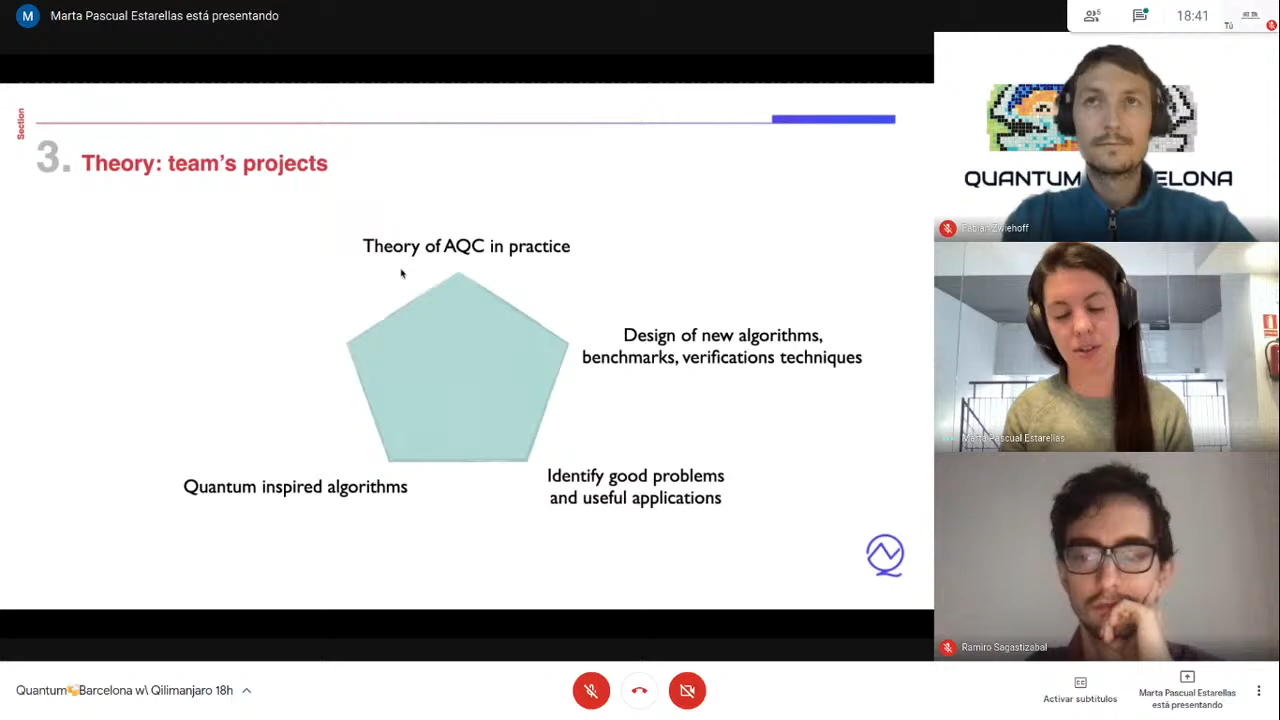 M
Marta Pascual Estarellas está presentando
5
18:41
Tú
Section
3. Theory: team's projects
Theory of AQC in practice
Design of new algorithms,
benchmarks, verifications techniques
Identify good problems
and useful applications
Quantum inspired algorithms
Fabian Zwiehoff
Marta Pascual Estarellas
Ramiro Sagastizabal
Quantum Barcelona w\ Qilimanjaro 18h
Activar subtítulos
Marta Pascual Estarellas
está presentando